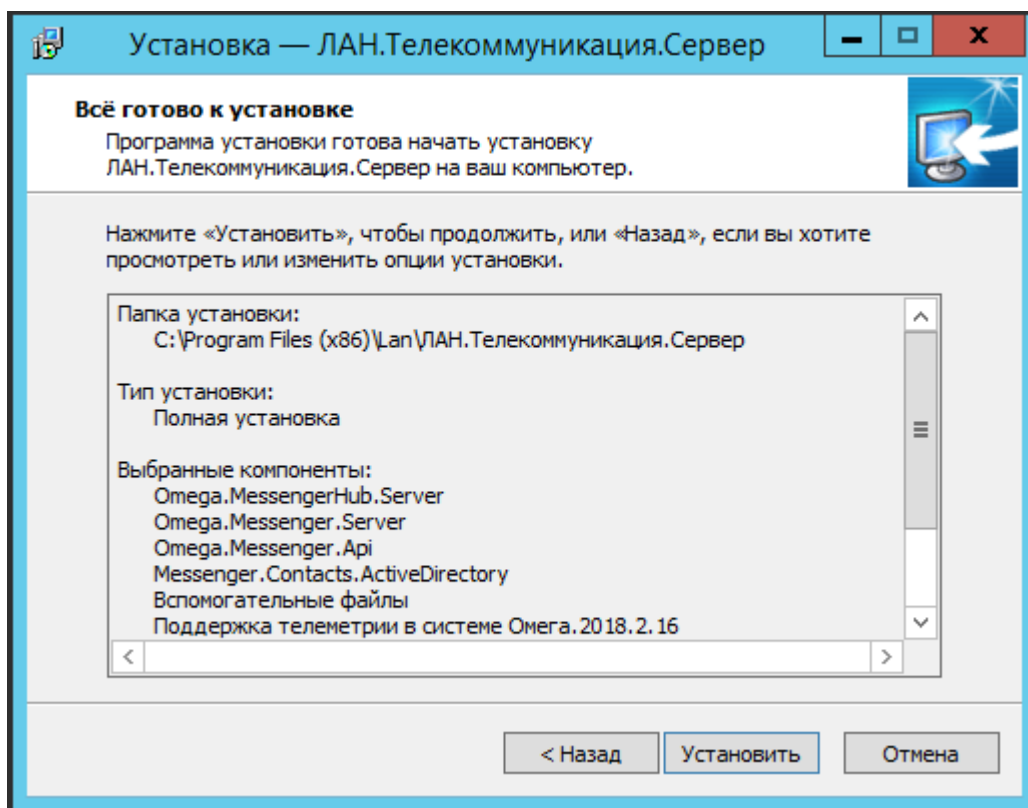 Установка — ЛАН.Телекоммуникация.Сервер
Всё готово к установке
Программа установки готова начать установку
ЛАН.Телекоммуникация.Сервер на ваш компьютер.
Нажмите «Установить», чтобы продолжить, или «Назад», если вы хотите
просмотреть или изменить опции установки.
Папка установки:
C:\Program Files (x86)\Lan\ЛАН.Телекоммуникация.Сервер
Тип установки:
Полная установка
Выбранные компоненты:
Omega.MessengerHub.Server
Omega.Messenger.Server
Omega.Messenger.Api
Messenger.Contacts.ActiveDirectory
Вспомогательные файлы
Поддержка телеметрии в системе Омега.2018.2.16
< Назад
Установить
Отмена